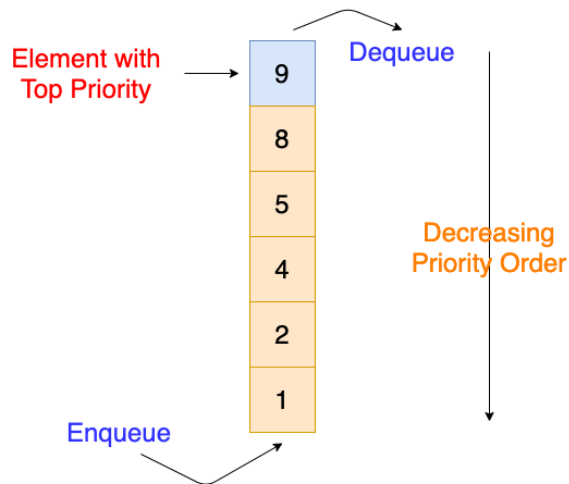 Element with
Top Priority
Dequeue
9
8
5
4
2
1
Decreasing
Priority Order
Enqueue